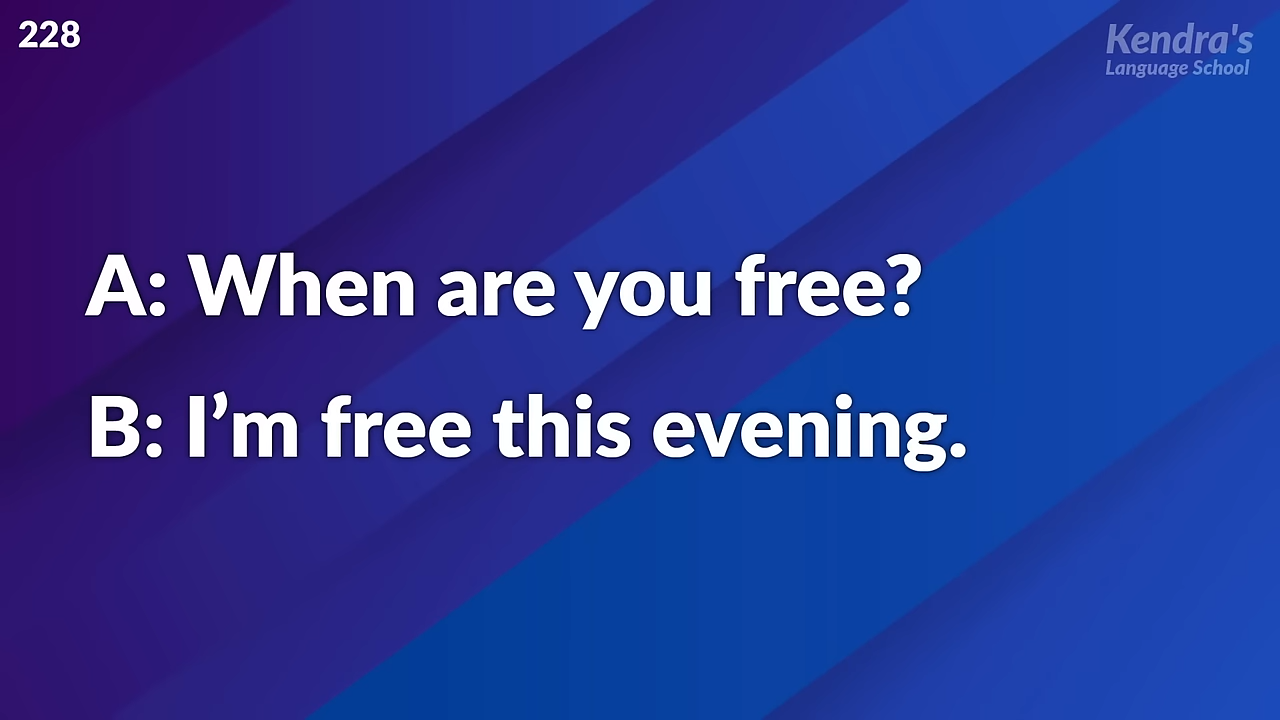 228
Kendra's
Language School
A: When are you free?
B: I’m free this evening.